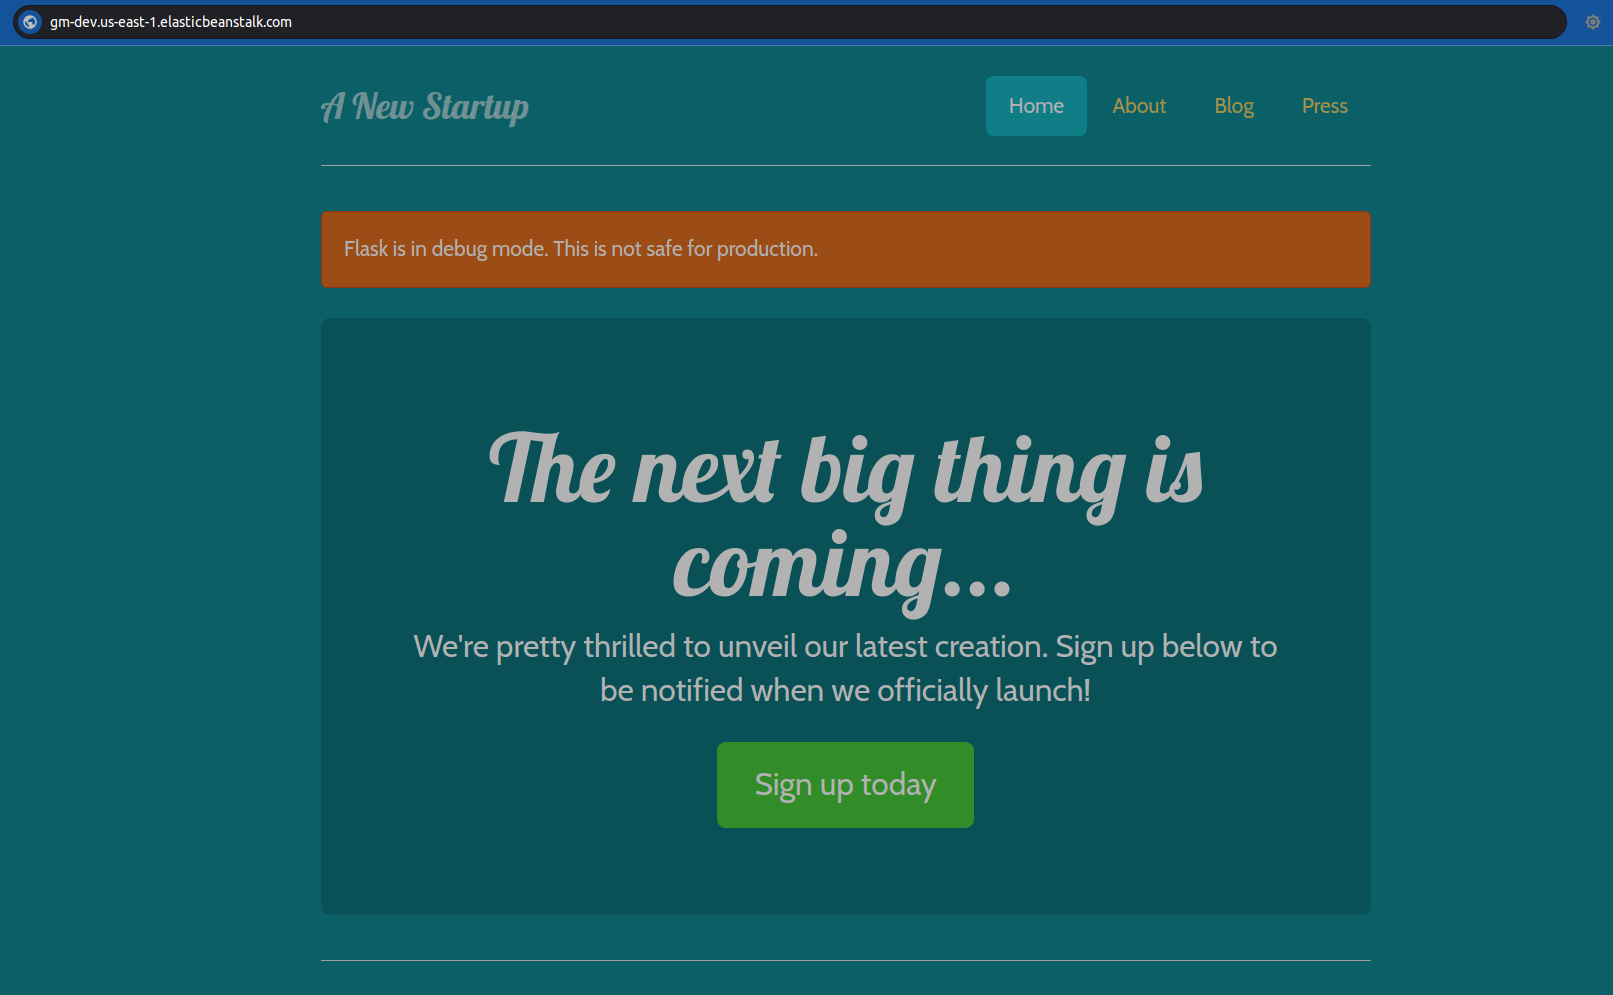 gm-dev.us-east-1.elasticbeanstalk.com
A New Startup
Home About Blog Press
Flask is in debug mode. This is not safe for production.
The next big thing is
coming...
We're pretty thrilled to unveil our latest creation. Sign up below to
be notified when we officially launch!
Sign up today